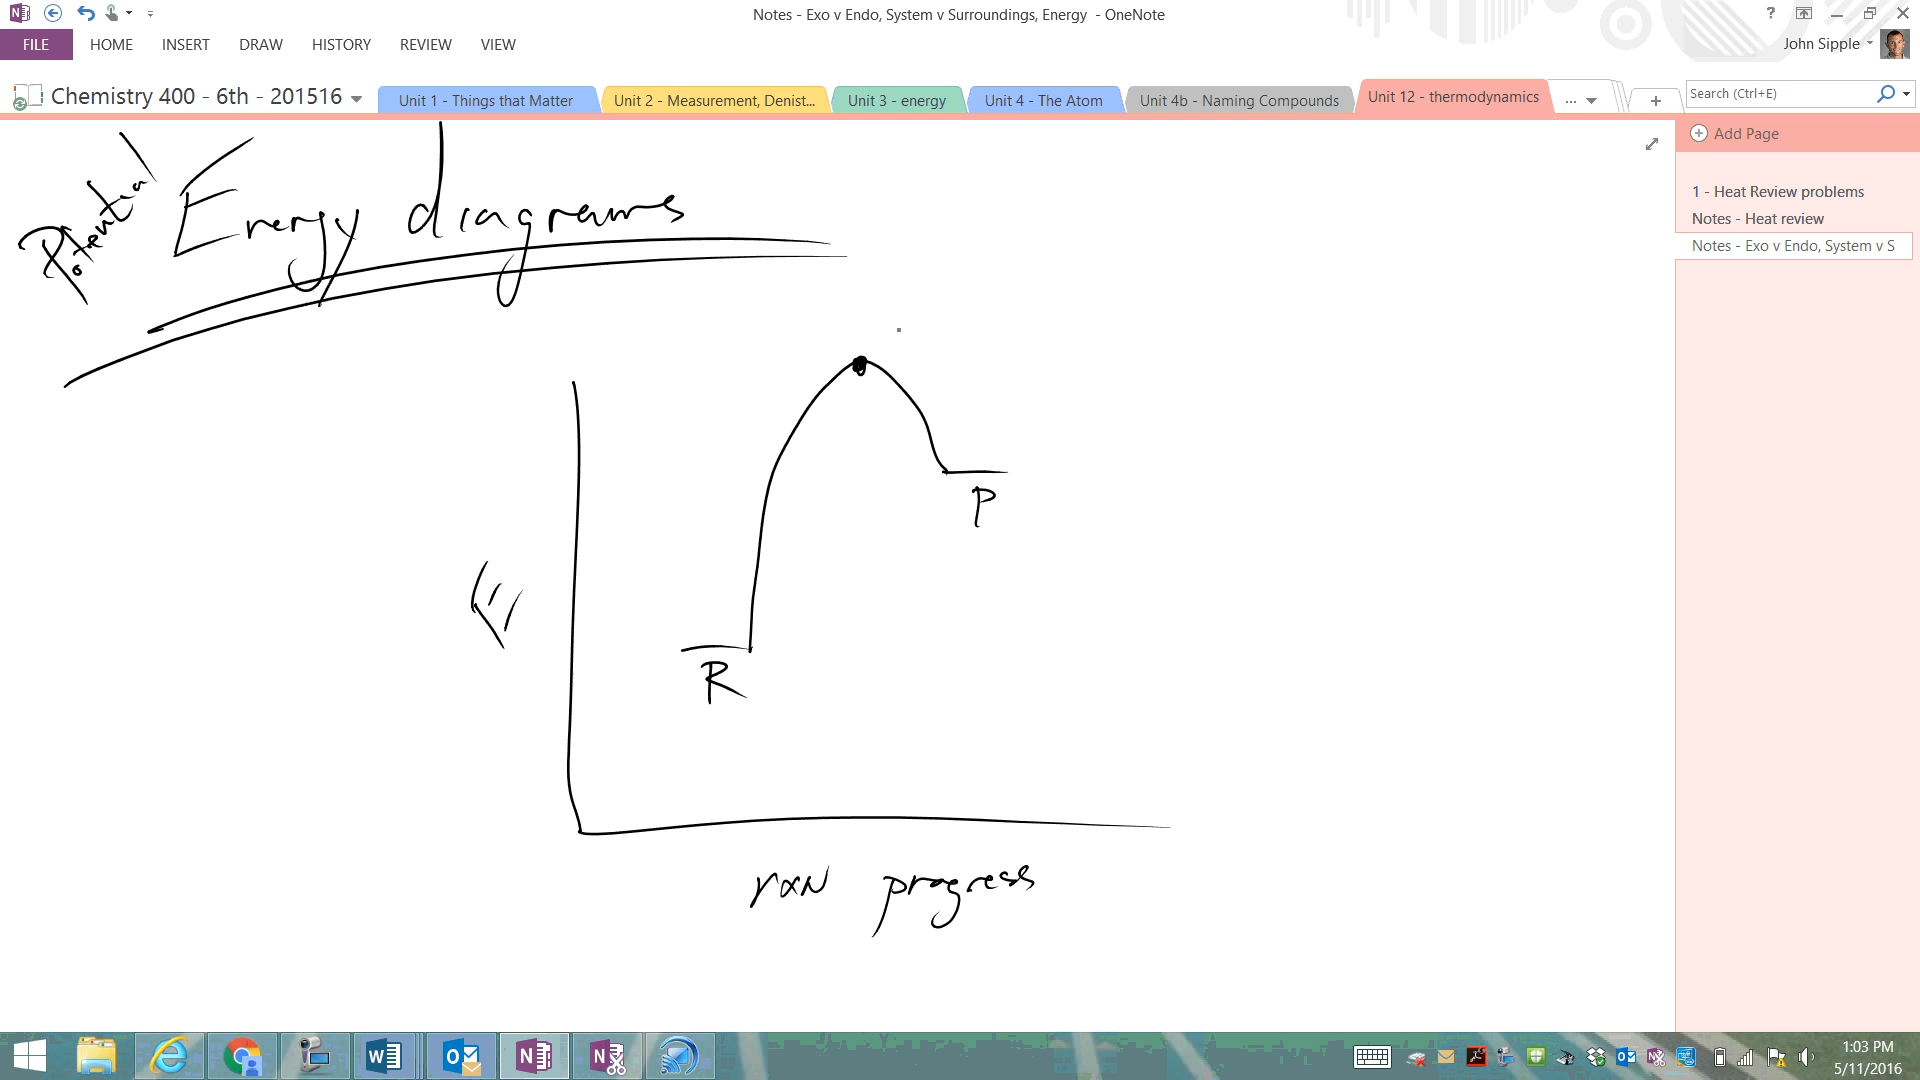 Notes - Exo v Endo, System v Surroundings, Energy - OneNote
?
FILE HOME INSERT DRAW HISTORY REVIEW VIEW
John Sipple
Chemistry 400 - 6th - 201516
Unit 1 - Things that Matter
Unit 2 - Measurement, Denist...
Unit 3 - energy
Unit 4 - The Atom
Unit 4b - Naming Compounds
Unit 12 - thermodynamics
...
Search (Ctrl+E)
Add Page
1 - Heat Review problems
Notes - Heat review
Notes - Exo v Endo, System v S
Potential
Energy diagrams
P
E
R
rxn progress
1:03 PM
5/11/2016